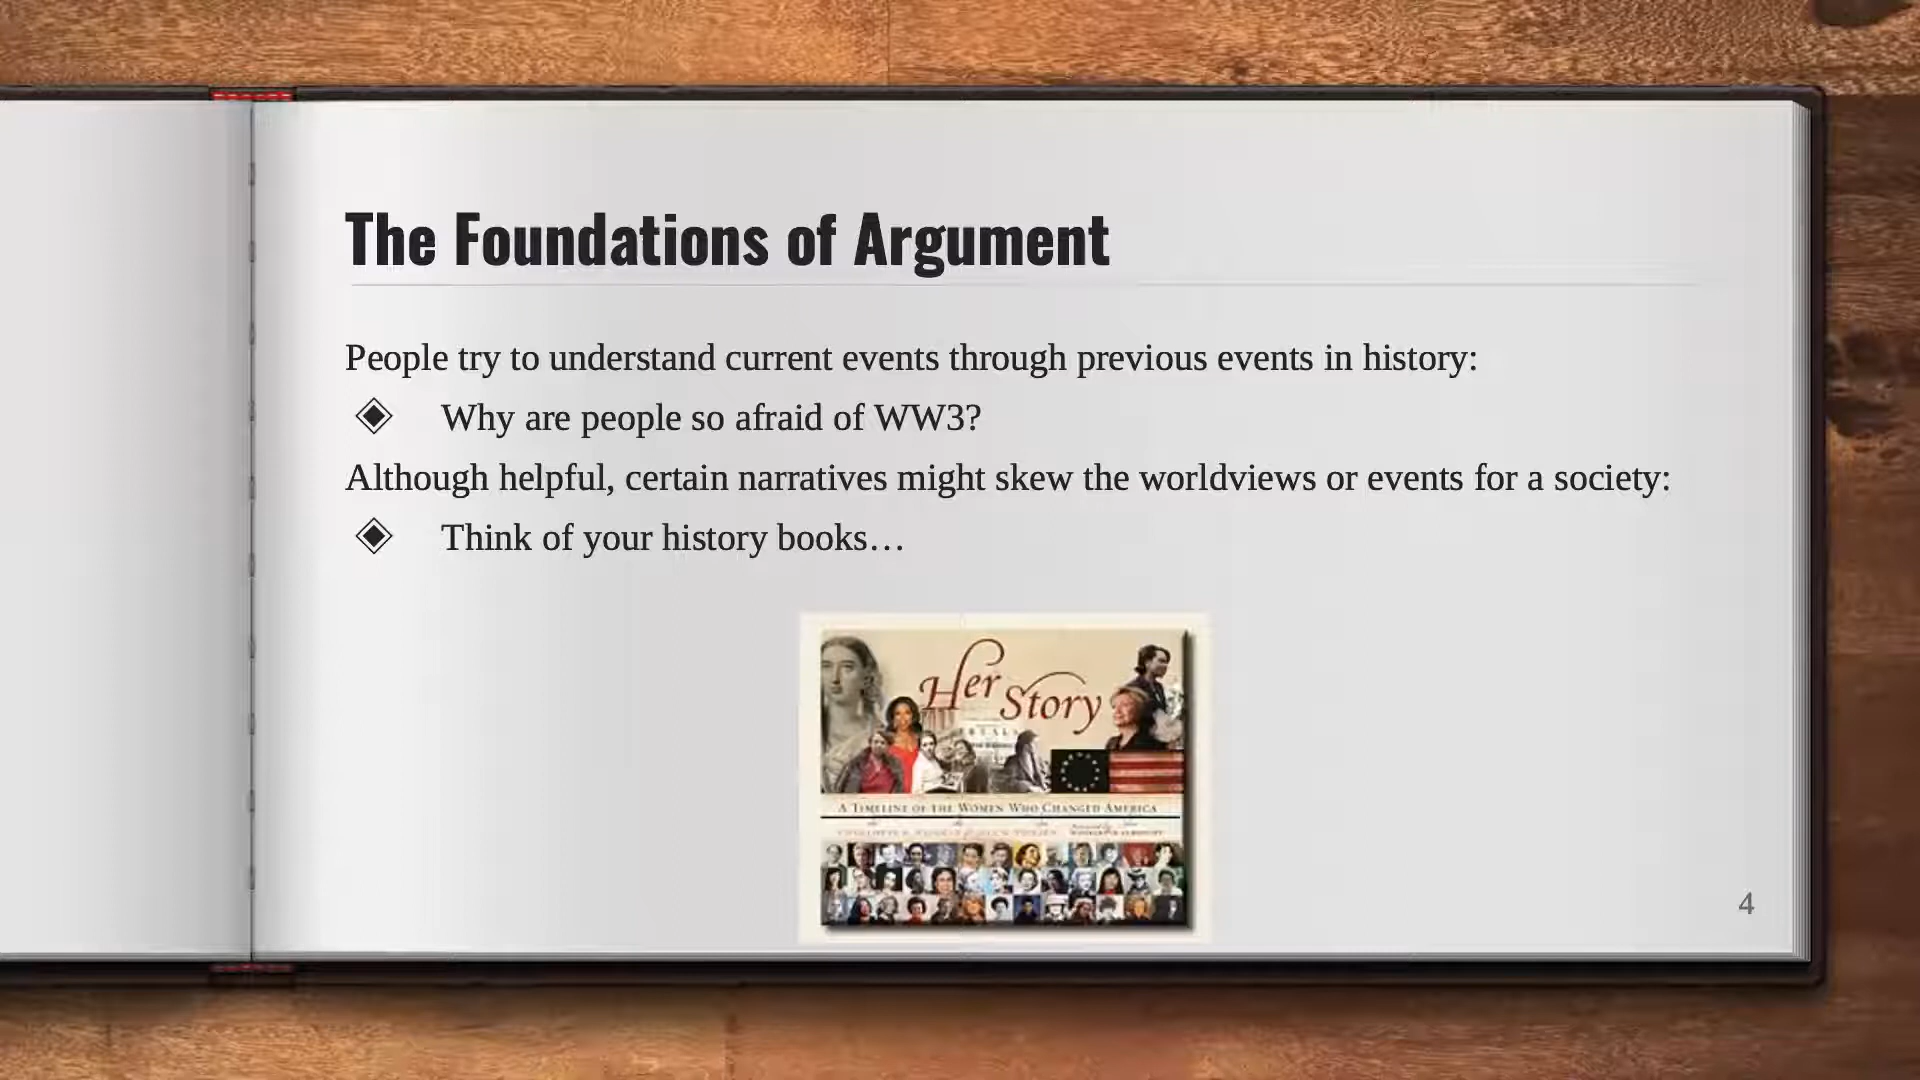 The Foundations of Argument
People try to understand current events through previous events in history:
Why are people so afraid of WW3?
Although helpful, certain narratives might skew the worldviews or events for a society:
Think of your history books…
Her Story
A Timeline of the Women Who Changed America
4